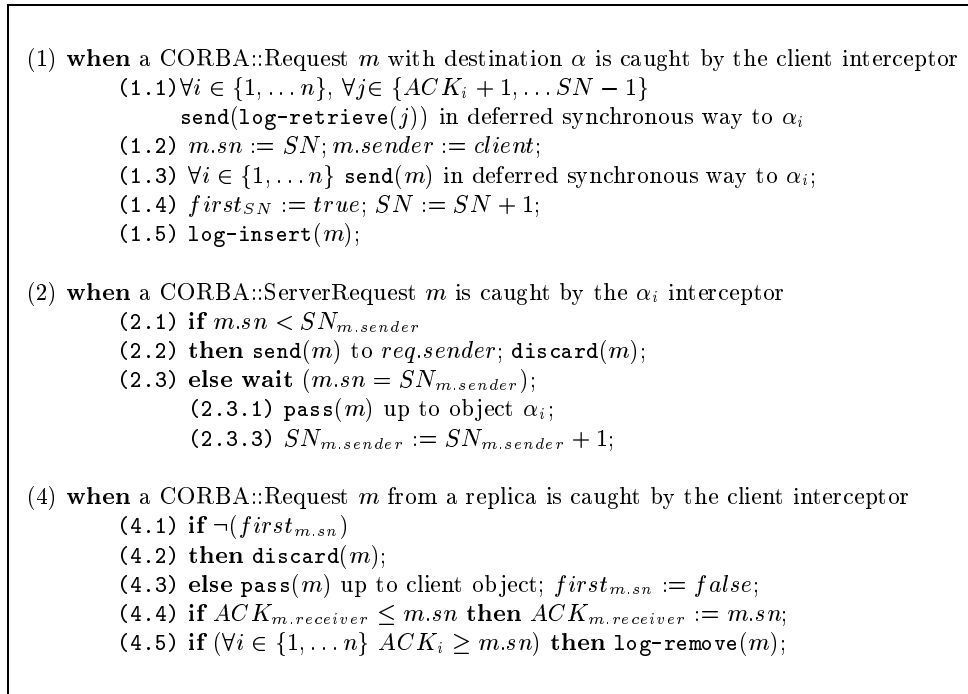 (1) when a CORBA::Request m with destination α is caught by the client interceptor
(1.1)∀i ∈ {1, … n}, ∀j∈ {ACK_i + 1, … SN − 1}
send(log-retrieve(j)) in deferred synchronous way to α_i
(1.2) m.sn := SN; m.sender := client;
(1.3) ∀i ∈ {1, … n} send(m) in deferred synchronous way to α_i;
(1.4) first_SN := true; SN := SN + 1;
(1.5) log-insert(m);
(2) when a CORBA::ServerRequest m is caught by the α_i interceptor
(2.1) if m.sn < SN_m.sender
(2.2) then send(m) to req.sender; discard(m);
(2.3) else wait (m.sn = SN_m.sender);
(2.3.1) pass(m) up to object α_i;
(2.3.3) SN_m.sender := SN_m.sender + 1;
(4) when a CORBA::Request m from a replica is caught by the client interceptor
(4.1) if ¬(first_m.sn)
(4.2) then discard(m);
(4.3) else pass(m) up to client object; first_m.sn := false;
(4.4) if ACK_m.receiver ≤ m.sn then ACK_m.receiver := m.sn;
(4.5) if (∀i ∈ {1, … n} ACK_i ≥ m.sn) then log-remove(m);